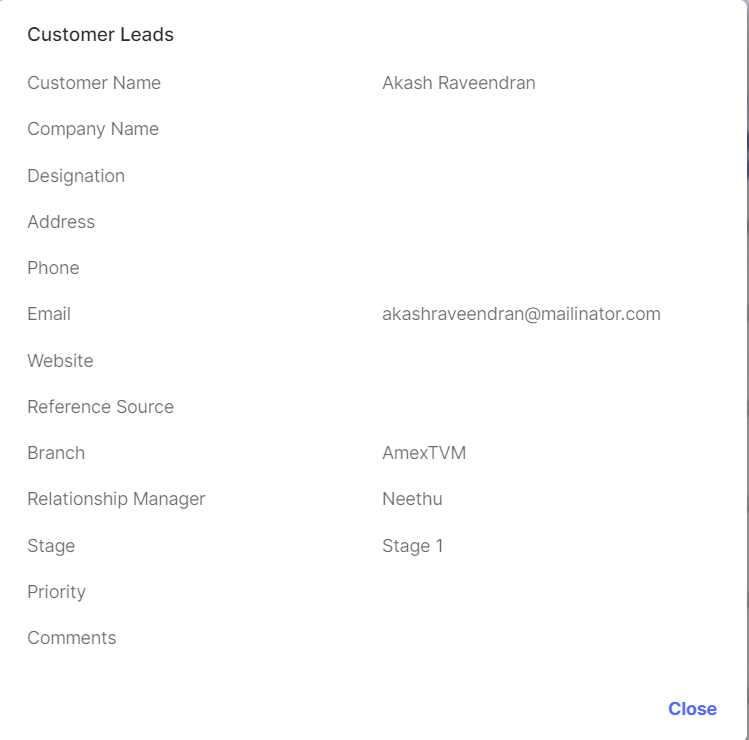 Customer Leads
Customer Name Akash Raveendran
Company Name
Designation
Address
Phone
Email akashraveendran@mailinator.com
Website
Reference Source
Branch AmexTVM
Relationship Manager Neethu
Stage Stage 1
Priority
Comments
Close